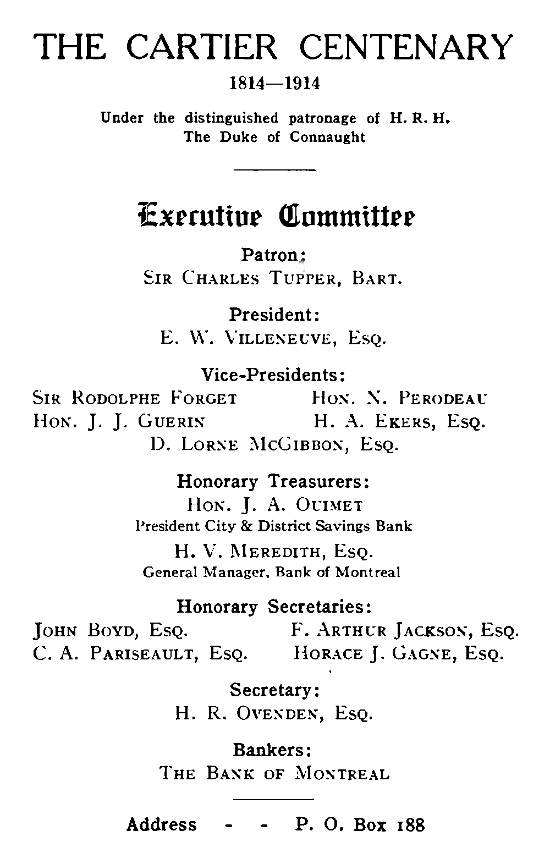 THE CARTIER CENTENARY
1814—1914
Under the distinguished patronage of H. R. H.
The Duke of Connaught
Executive Committee
Patron:
SIR CHARLES TUPPER, BART.
President:
E. W. VILLENEUVE, ESQ.
Vice-Presidents:
SIR RODOLPHE FORGET HON. N. PERODEAU
HON. J. J. GUERIN H. A. EKERS, ESQ.
D. LORNE MCGIBBON, ESQ.
Honorary Treasurers:
HON. J. A. OUIMET
President City & District Savings Bank
H. V. MEREDITH, ESQ.
General Manager, Bank of Montreal
Honorary Secretaries:
JOHN BOYD, ESQ. F. ARTHUR JACKSON, ESQ.
C. A. PARISEAULT, ESQ. HORACE J. GAGNE, ESQ.
Secretary:
H. R. OVENDEN, ESQ.
Bankers:
THE BANK OF MONTREAL
Address - - P. O. Box 188